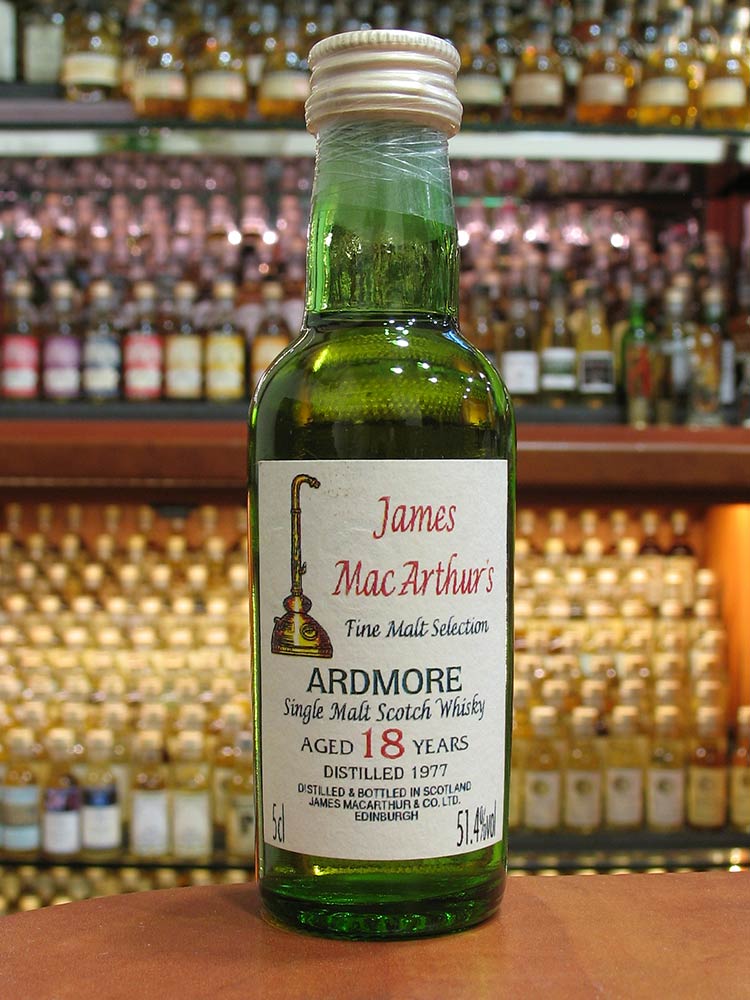 James
MacArthur's
Fine Malt Selection
ARDMORE
Single Malt Scotch Whisky
AGED 18 YEARS
DISTILLED 1977
DISTILLED & BOTTLED IN SCOTLAND
JAMES MACARTHUR & CO. LTD.
EDINBURGH
5cl 51.4%vol